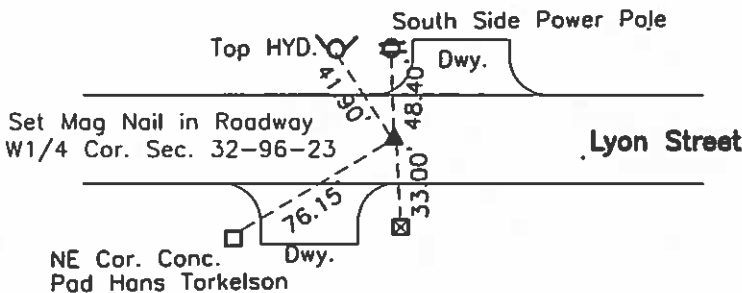 South Side Power Pole
Top HYD.
Dwy.
41.90'
48.40'
Set Mag Nail in Roadway
W1/4 Cor. Sec. 32-96-23
Lyon Street
76.15'
33.00'
NE Cor. Conc.
Pad Hans Torkelson
Dwy.